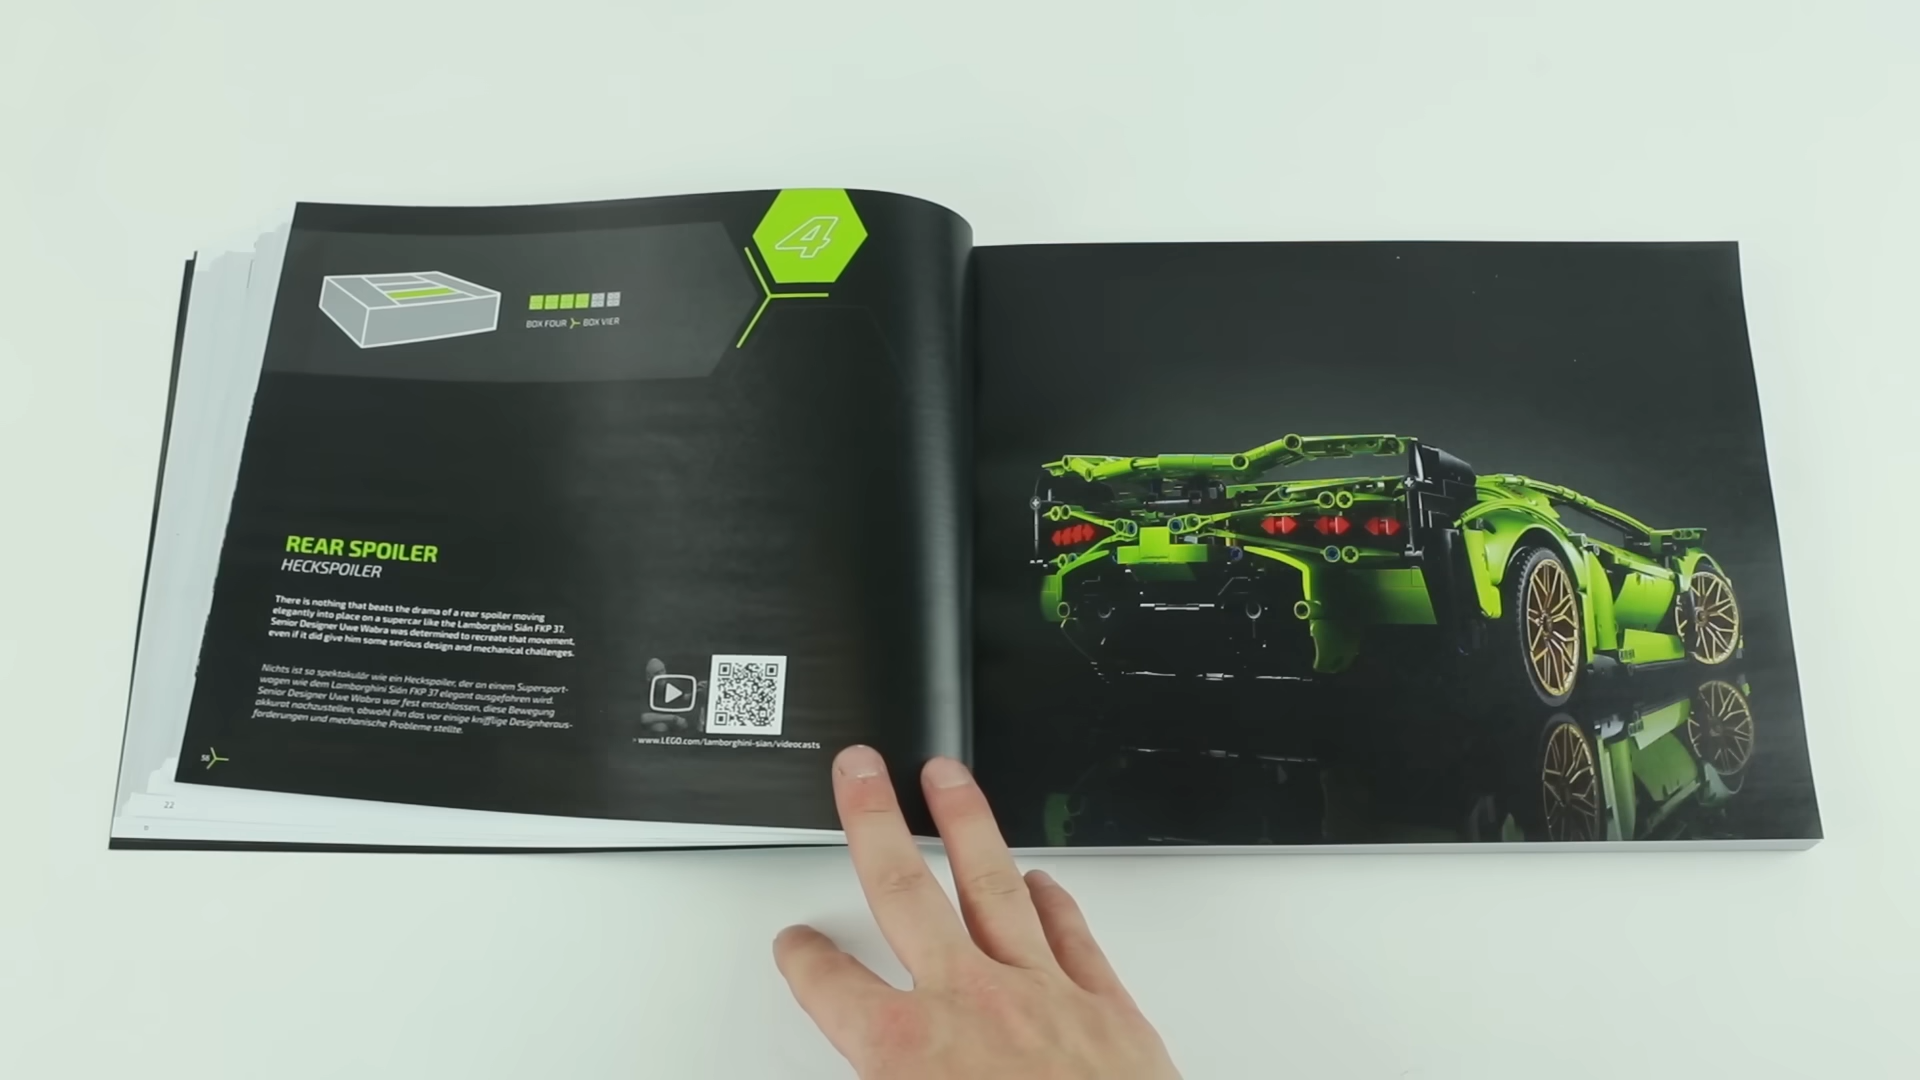 4
BOX FOUR BOX VIER
REAR SPOILER
HECKSPOILER
There is nothing that beats the drama of a rear spoiler moving
elegantly into place on a supercar like the Lamborghini Sián FKP 37.
Senior Designer Uwe Wabra was determined to recreate that movement,
even if it did give him some serious design and mechanical challenges.
Nichts ist so spektakulär wie ein Heckspoiler, der an einem Supersport-
wagen wie dem Lamborghini Sián FKP 37 elegant ausgefahren wird.
Senior Designer Uwe Wabra war fest entschlossen, diese Bewegung
akkurat nachzustellen, obwohl ihn das vor einige knifflige Designheraus-
forderungen und mechanische Probleme stellte.
www.LEGO.com/lamborghini-sian/videocasts
56
22